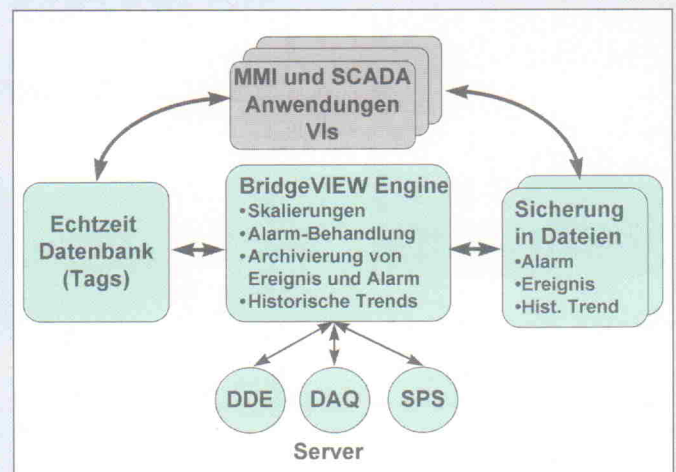 MMI und SCADA
Anwendungen
VIs
Echtzeit
Datenbank
(Tags)
BridgeVIEW Engine
•Skalierungen
•Alarm-Behandlung
•Archivierung von
Ereignis und Alarm
•Historische Trends
Sicherung
in Dateien
•Alarm
•Ereignis
•Hist. Trend
DDE
DAQ
SPS
Server